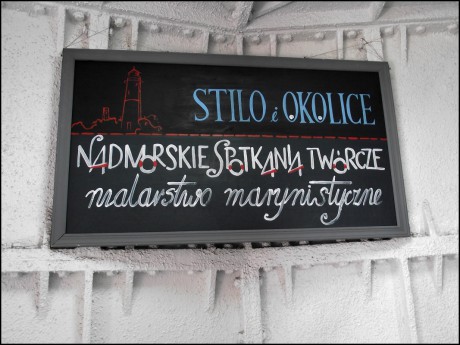 STILO i OKOLICE
NADMORSKIE SPOTKANIA TWÓRCZE
malarstwo marynistyczne